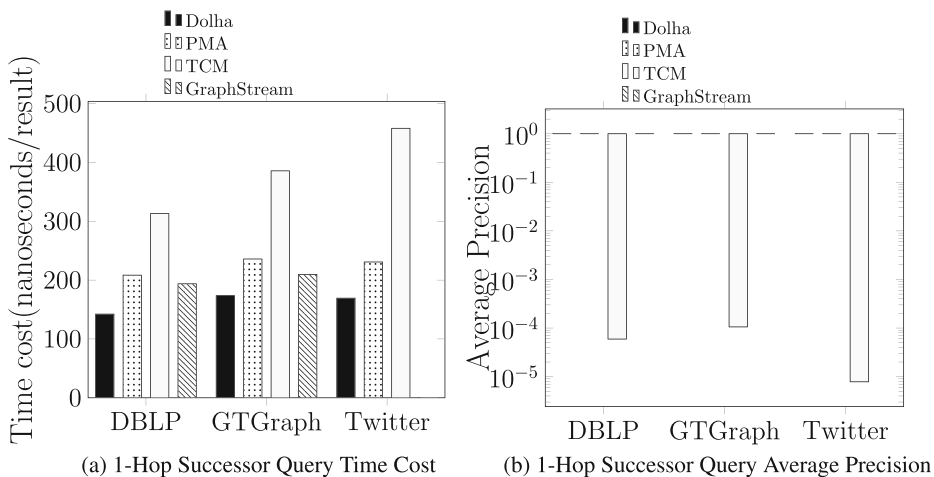 Dolha
PMA
TCM
GraphStream
Time cost(nanoseconds/result)
500
400
300
200
100
0
DBLP GTGraph Twitter
(a) 1-Hop Successor Query Time Cost
Dolha
PMA
TCM
GraphStream
Average Precision
10^0
10^-1
10^-2
10^-3
10^-4
10^-5
DBLP GTGraph Twitter
(b) 1-Hop Successor Query Average Precision